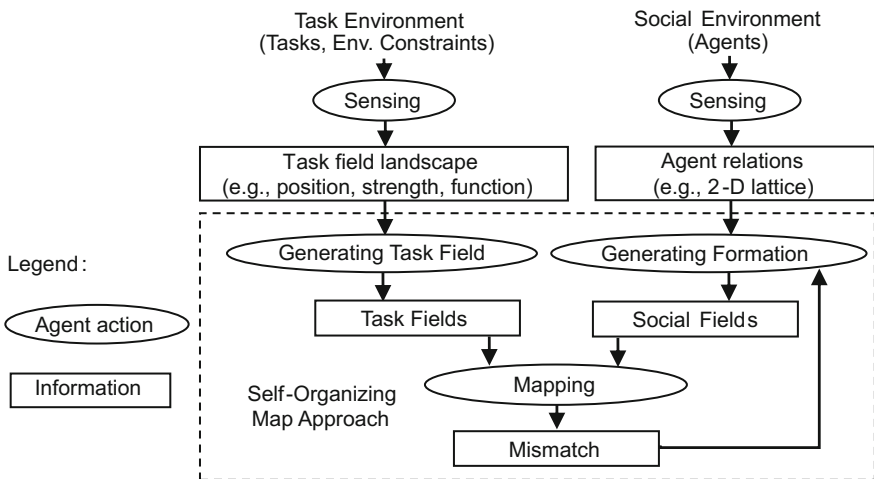 Task Environment
(Tasks, Env. Constraints)
Social Environment
(Agents)
Sensing
Sensing
Task field landscape
(e.g., position, strength, function)
Agent relations
(e.g., 2-D lattice)
Generating Task Field
Generating Formation
Legend:
Agent action
Information
Task Fields
Social Fields
Mapping
Self-Organizing
Map Approach
Mismatch